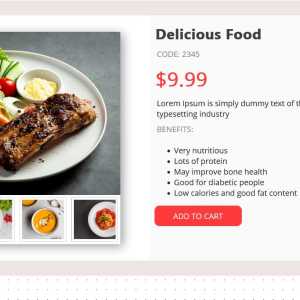 Delicious Food
CODE: 2345
$9.99
Lorem Ipsum is simply dummy text of
typesetting industry
BENEFITS:
Very nutritious
Lots of protein
May improve bone health
Good for diabetic people
Low calories and good fat content
ADD TO CART